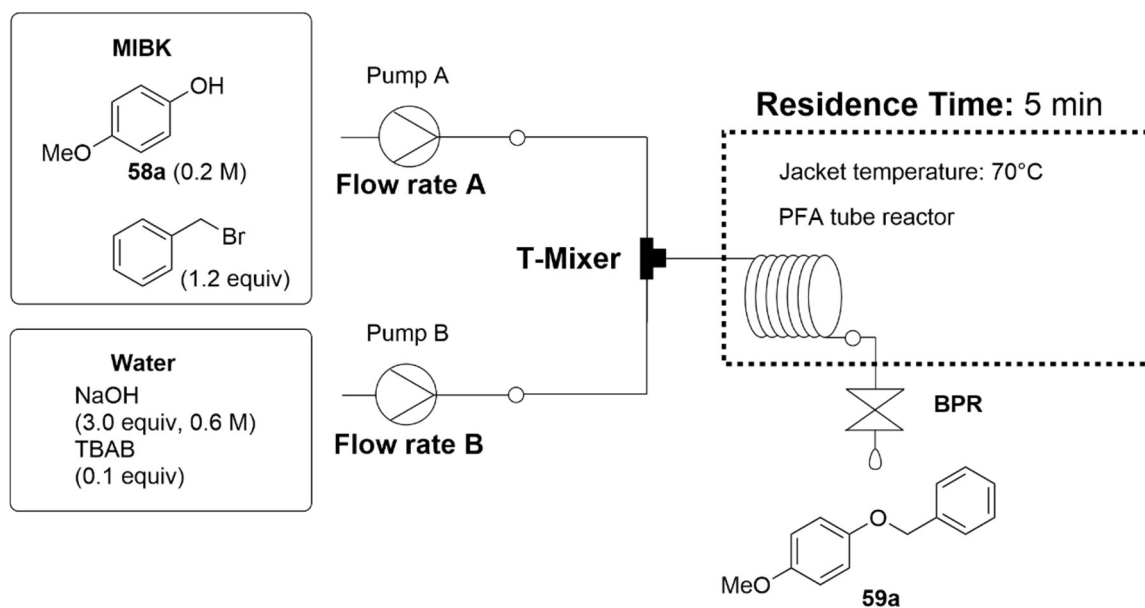 MIBK
OH
MeO
58a (0.2 M)
Br
(1.2 equiv)
Water
NaOH
(3.0 equiv, 0.6 M)
TBAB
(0.1 equiv)
Pump A
Flow rate A
T-Mixer
Pump B
Flow rate B
Residence Time: 5 min
Jacket temperature: 70°C
PFA tube reactor
BPR
O
MeO
59a